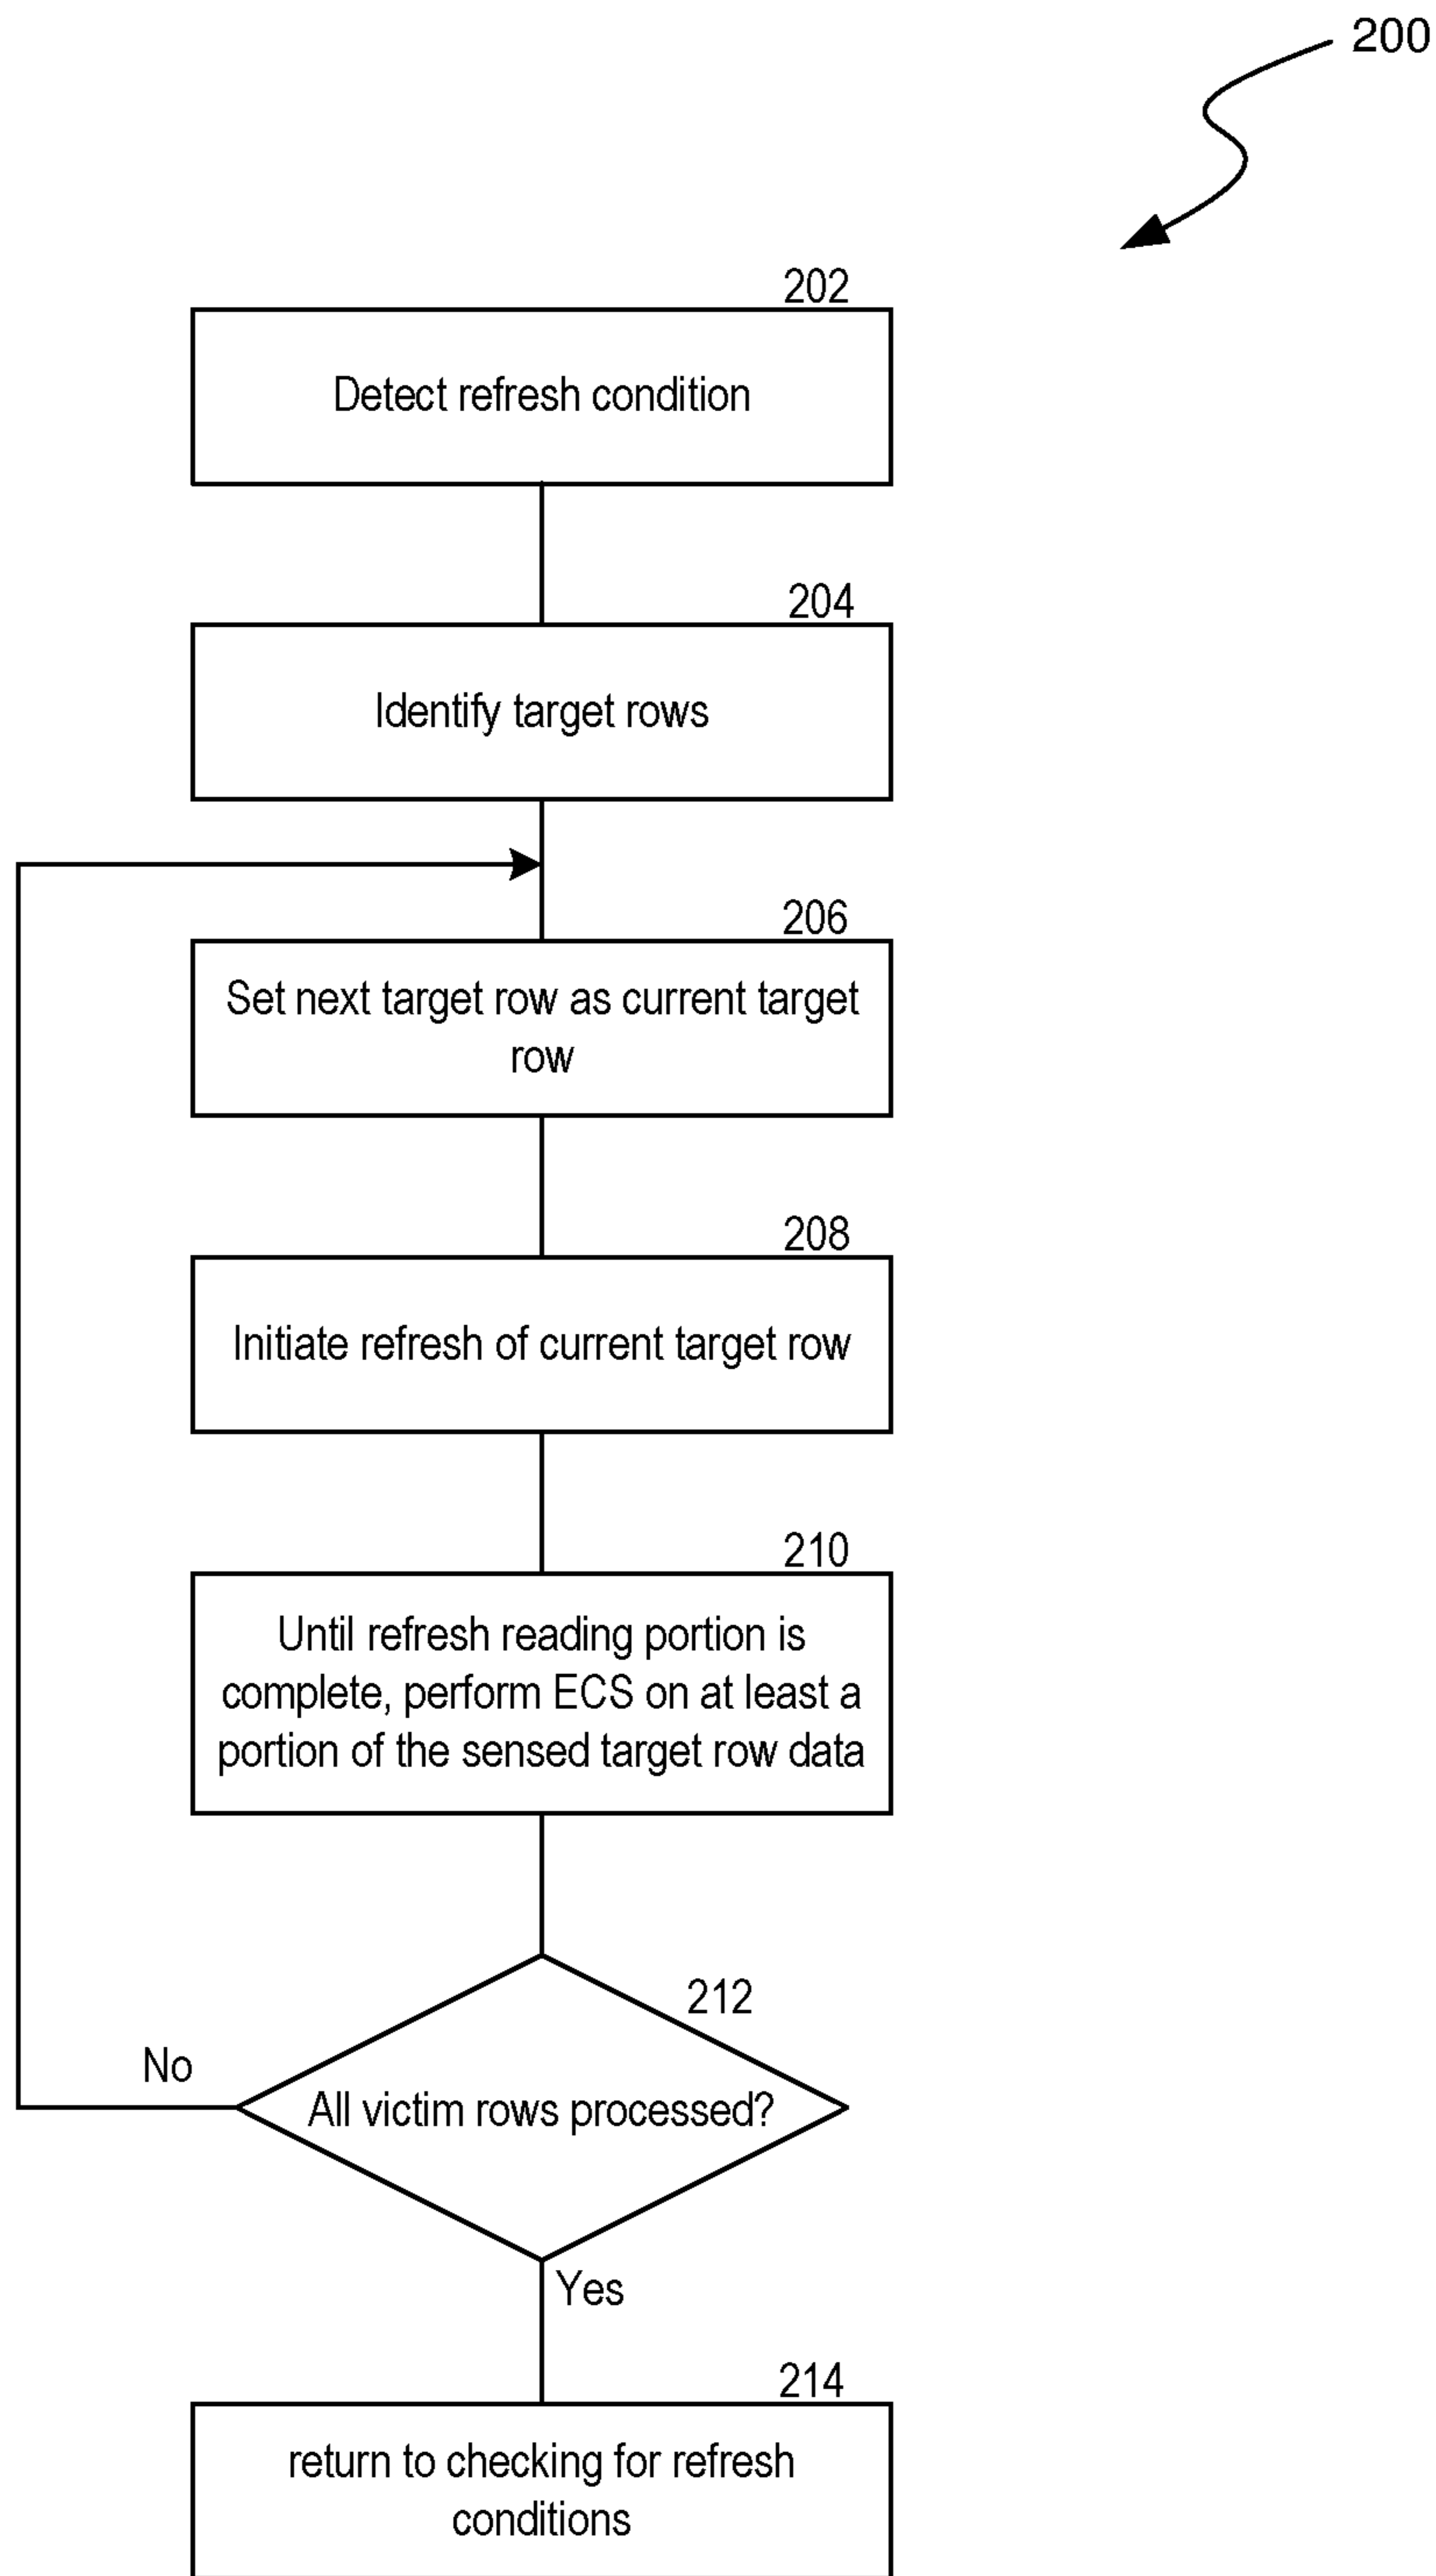 200
202
Detect refresh condition
204
Identify target rows
206
Set next target row as current target
row
208
Initiate refresh of current target row
210
Until refresh reading portion is
complete, perform ECS on at least a
portion of the sensed target row data
212
No
All victim rows processed?
Yes
214
return to checking for refresh
conditions